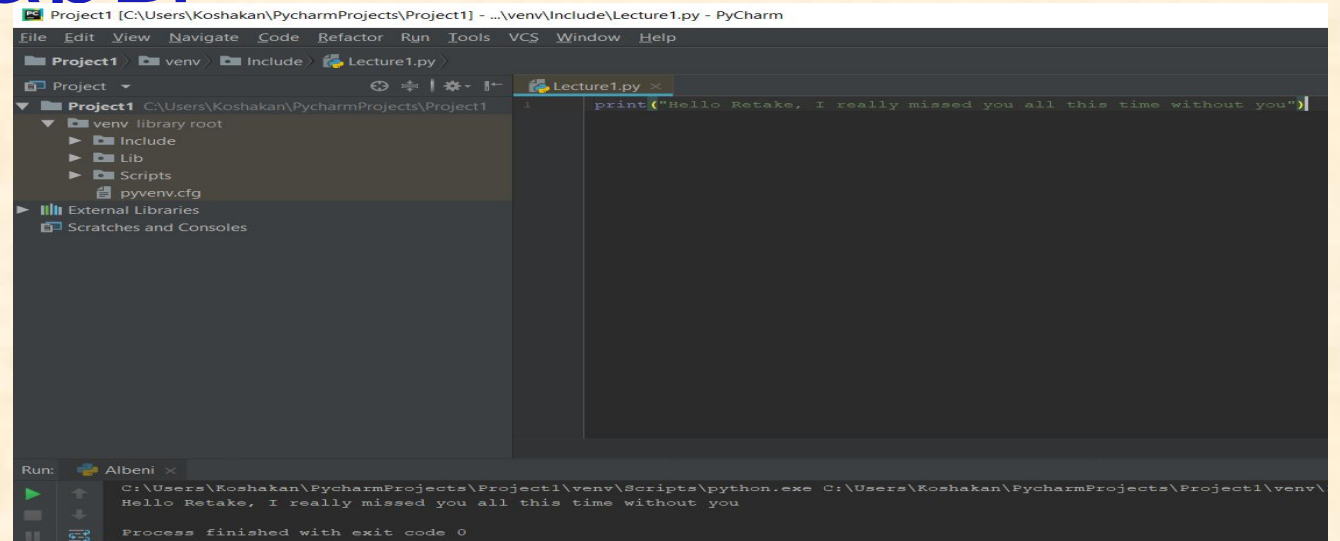 Project1 [C:\Users\Koshakan\PycharmProjects\Project1] - ...\venv\Include\Lecture1.py - PyCharm
File Edit View Navigate Code Refactor Run Tools VCS Window Help
Project1 venv Include Lecture1.py
Project Lecture1.py
Project1 C:\Users\Koshakan\PycharmProjects\Project1
1 print("Hello Retake, I really missed you all this time without you")
venv library root
Include
Lib
Scripts
pyvenv.cfg
External Libraries
Scratches and Consoles
Run: Albeni
C:\Users\Koshakan\PycharmProjects\Project1\venv\Scripts\python.exe C:\Users\Koshakan\PycharmProjects\Project1\venv\
Hello Retake, I really missed you all this time without you
Process finished with exit code 0